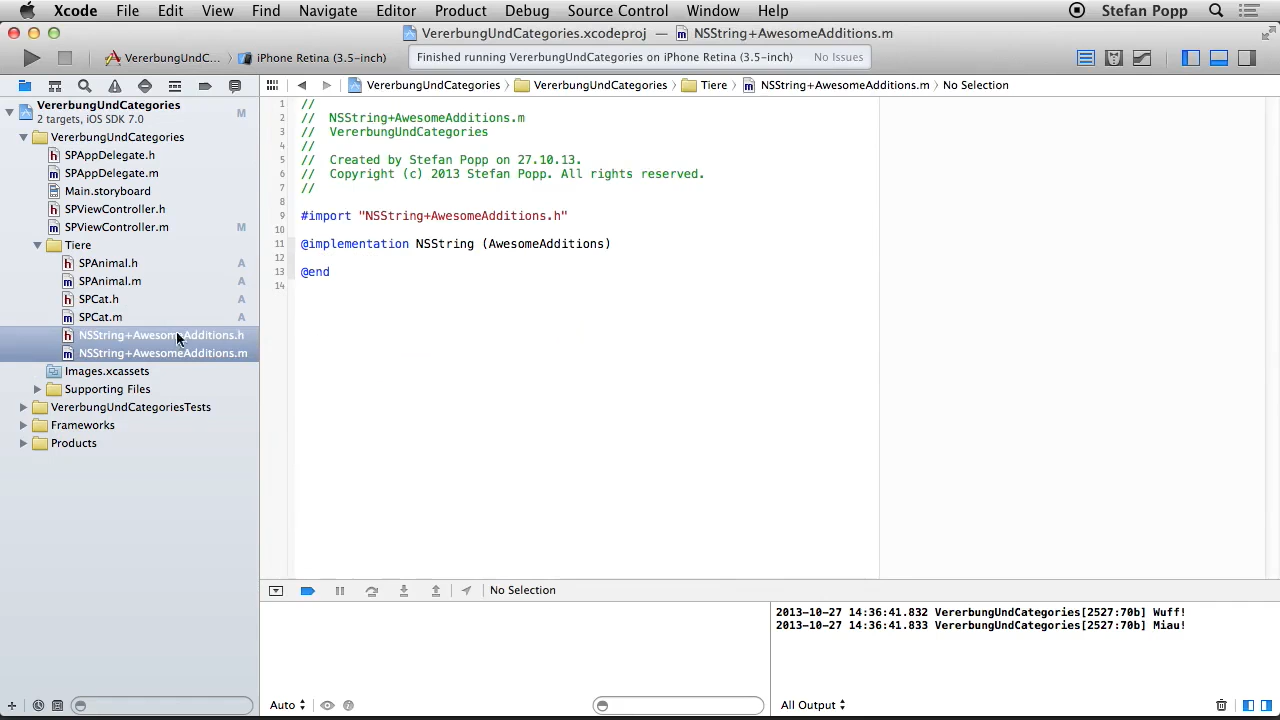 Xcode File Edit View Find Navigate Editor Product Debug Source Control Window Help Stefan Popp
VererbungUndCategories.xcodeproj — NSString+AwesomeAdditions.m
VererbungUndC... iPhone Retina (3.5-inch) Finished running VererbungUndCategories on iPhone Retina (3.5-inch) No Issues
VererbungUndCategories VererbungUndCategories Tiere NSString+AwesomeAdditions.m No Selection
VererbungUndCategories
2 targets, iOS SDK 7.0 M
VererbungUndCategories
SPAppDelegate.h
SPAppDelegate.m
Main.storyboard
SPViewController.h
SPViewController.m M
Tiere
SPAnimal.h A
SPAnimal.m A
SPCat.h A
SPCat.m A
NSString+AwesomeAdditions.h
NSString+AwesomeAdditions.m
Images.xcassets
Supporting Files
VererbungUndCategoriesTests
Frameworks
Products
1 //
2 // NSString+AwesomeAdditions.m
3 // VererbungUndCategories
4 //
5 // Created by Stefan Popp on 27.10.13.
6 // Copyright (c) 2013 Stefan Popp. All rights reserved.
7 //
8
9 #import "NSString+AwesomeAdditions.h"
10
11 @implementation NSString (AwesomeAdditions)
12
13 @end
14
No Selection
2013-10-27 14:36:41.832 VererbungUndCategories[2527:70b] Wuff!
2013-10-27 14:36:41.833 VererbungUndCategories[2527:70b] Miau!
Auto All Output